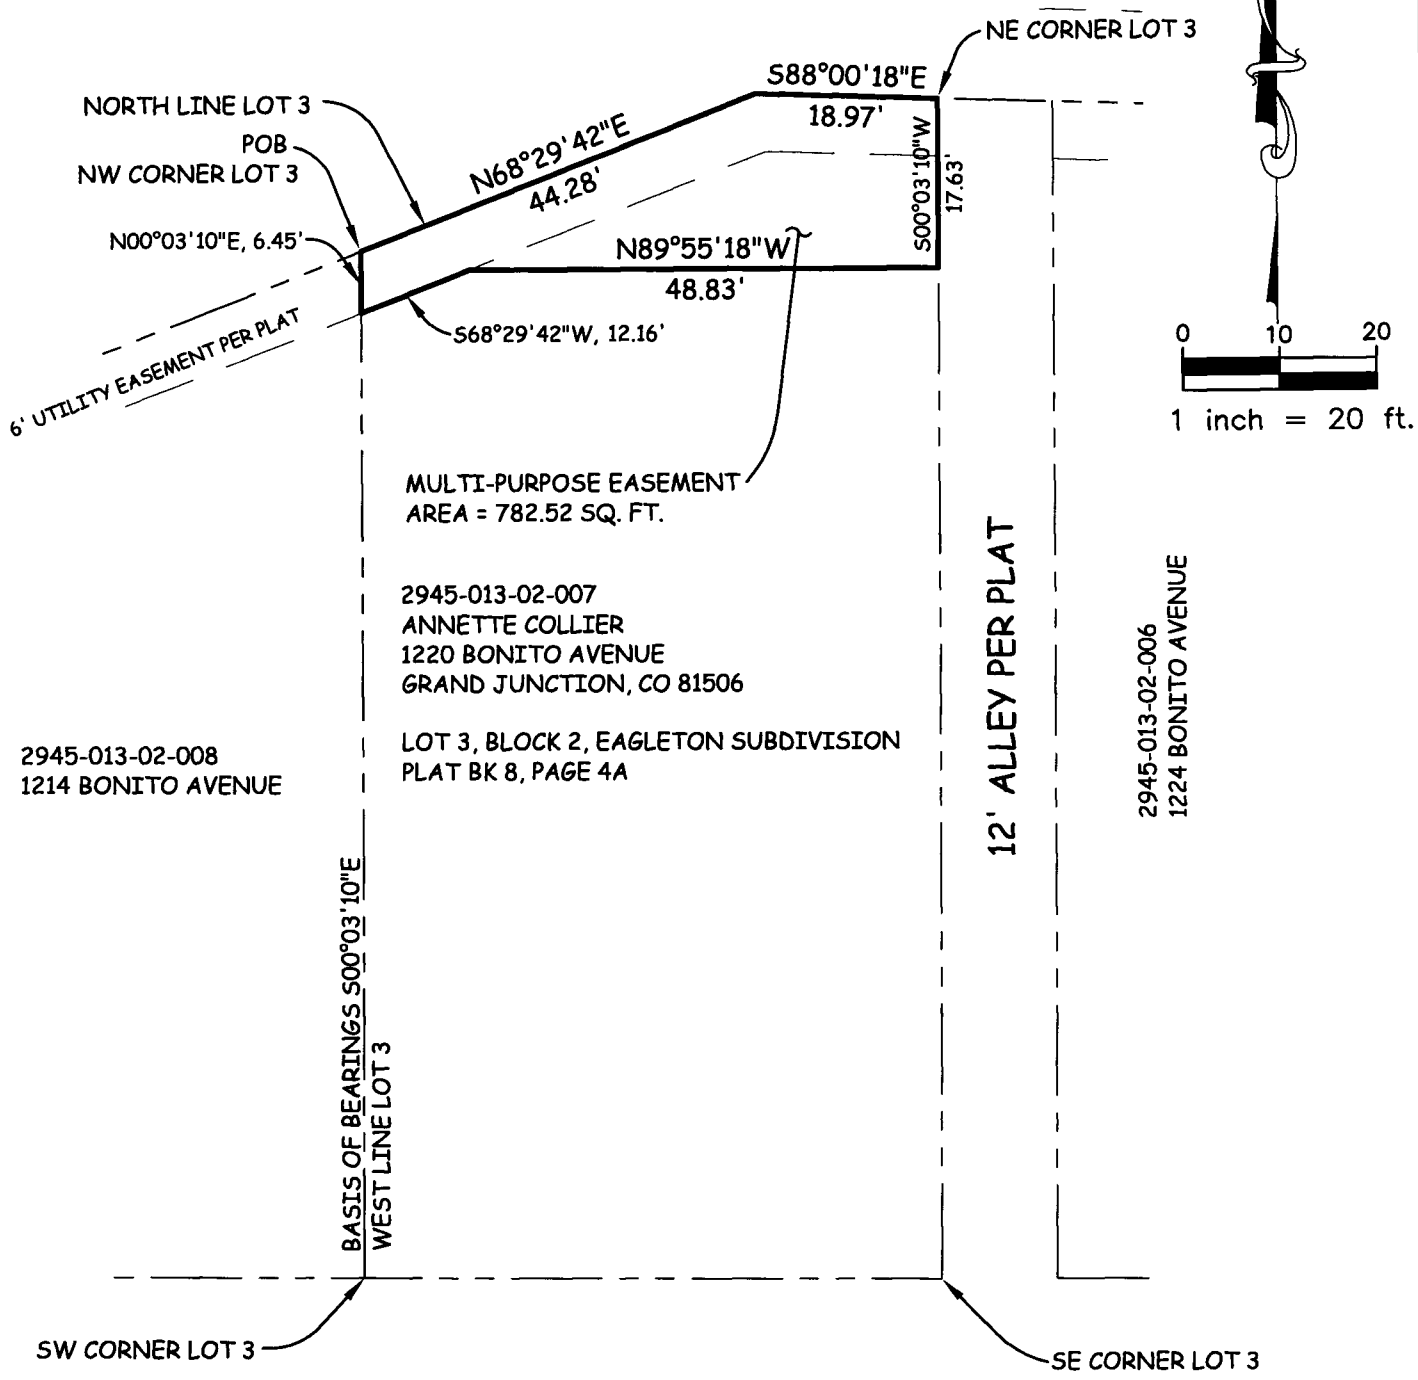 NE CORNER LOT 3
S88°00'18"E
18.97'
NORTH LINE LOT 3
POB
NW CORNER LOT 3
N68°29'42"E
44.28'
S00°03'10"W
17.63'
N00°03'10"E, 6.45'
N89°55'18"W
48.83'
S68°29'42"W, 12.16'
6' UTILITY EASEMENT PER PLAT
0 10 20
1 inch = 20 ft.
MULTI-PURPOSE EASEMENT
AREA = 782.52 SQ. FT.
2945-013-02-007
ANNETTE COLLIER
1220 BONITO AVENUE
GRAND JUNCTION, CO 81506
LOT 3, BLOCK 2, EAGLETON SUBDIVISION
PLAT BK 8, PAGE 4A
12' ALLEY PER PLAT
2945-013-02-006
1224 BONITO AVENUE
2945-013-02-008
1214 BONITO AVENUE
BASIS OF BEARINGS S00°03'10"E
WEST LINE LOT 3
SW CORNER LOT 3
SE CORNER LOT 3